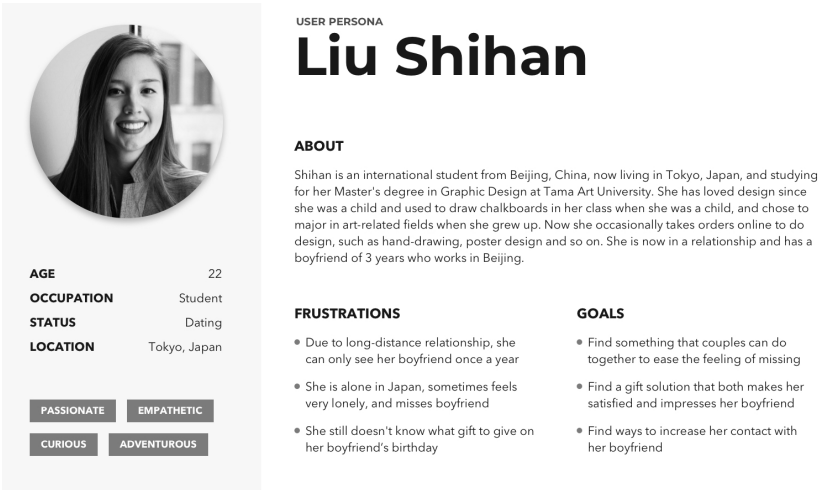 USER PERSONA
Liu Shihan
ABOUT
Shihan is an international student from Beijing, China, now living in Tokyo, Japan, and studying
for her Master's degree in Graphic Design at Tama Art University. She has loved design since
she was a child and used to draw chalkboards in her class when she was a child, and chose to
major in art-related fields when she grew up. Now she occasionally takes orders online to do
design, such as hand-drawing, poster design and so on. She is now in a relationship and has a
boyfriend of 3 years who works in Beijing.
AGE 22
OCCUPATION Student
STATUS Dating
LOCATION Tokyo, Japan
PASSIONATE EMPATHETIC
CURIOUS ADVENTUROUS
FRUSTRATIONS
Due to long-distance relationship, she
can only see her boyfriend once a year
She is alone in Japan, sometimes feels
very lonely, and misses boyfriend
She still doesn't know what gift to give on
her boyfriend's birthday
GOALS
Find something that couples can do
together to ease the feeling of missing
Find a gift solution that both makes her
satisfied and impresses her boyfriend
Find ways to increase her contact with
her boyfriend